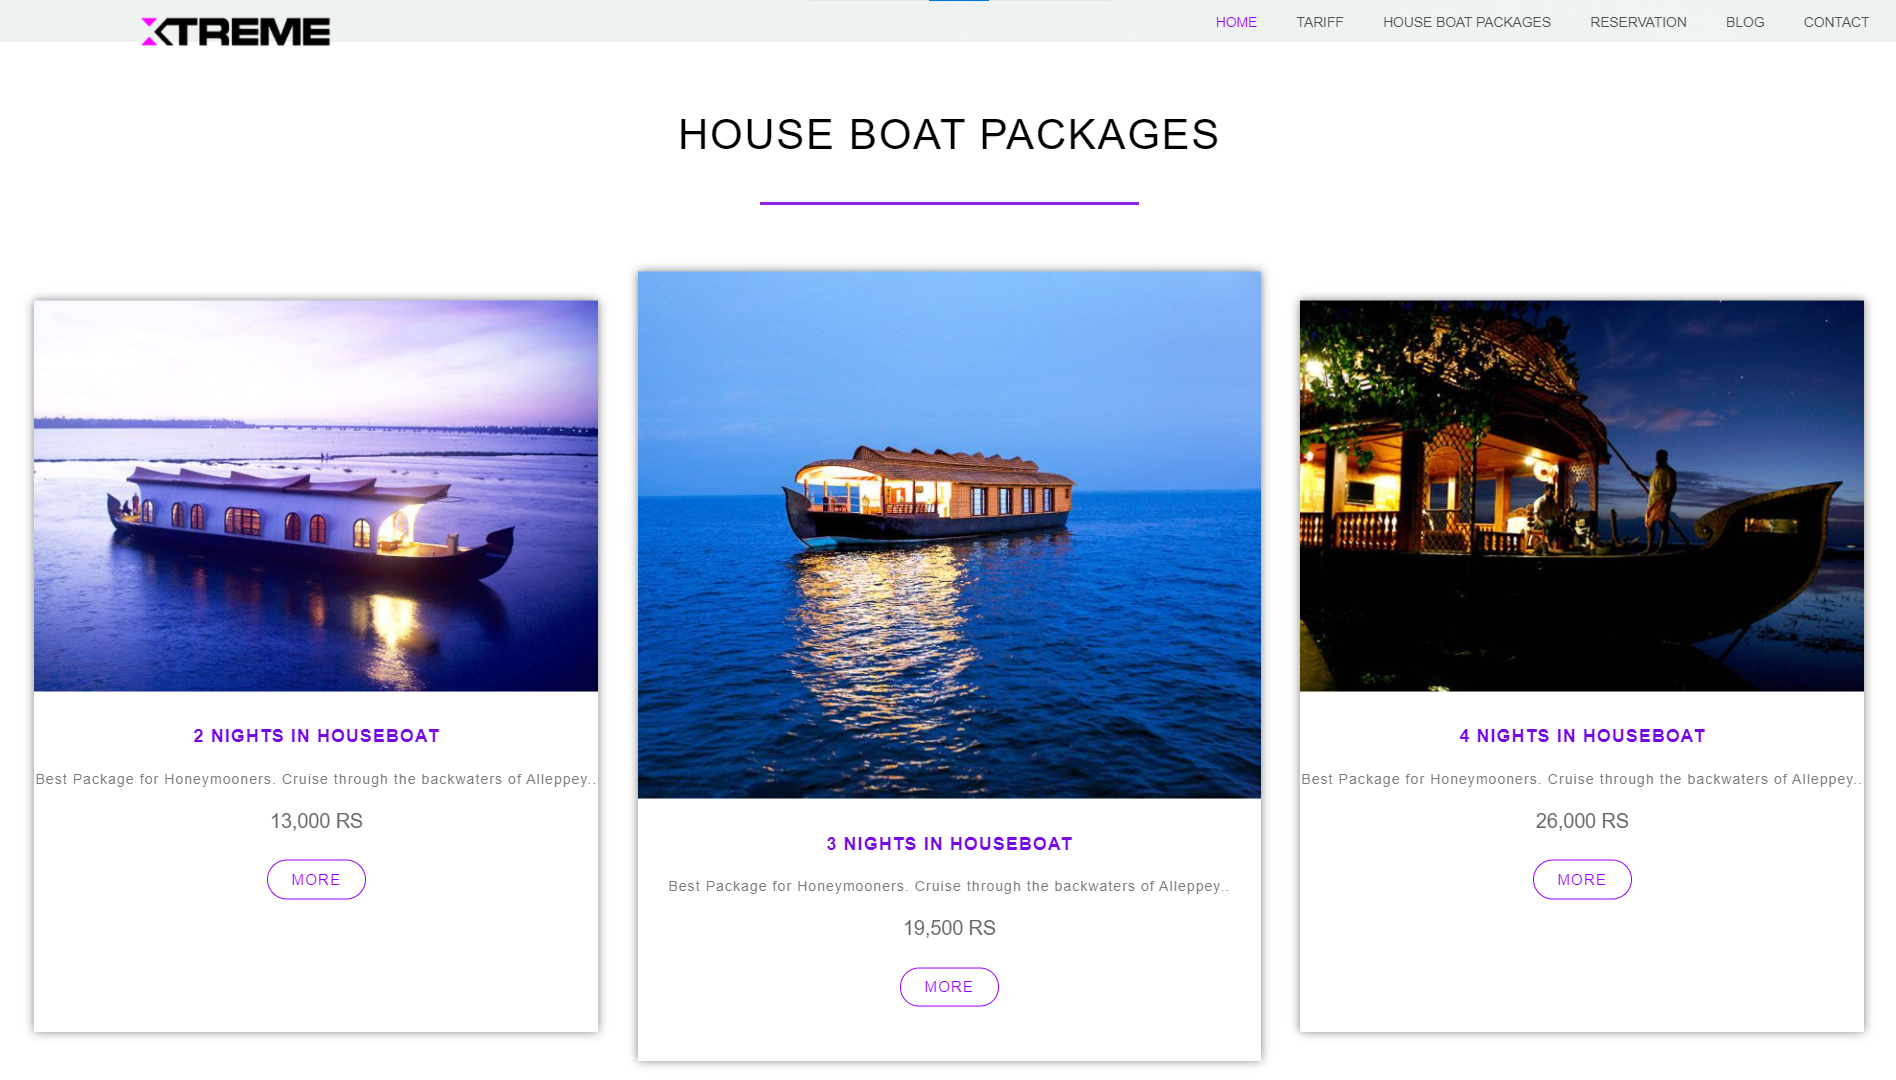 XTREME
HOME TARIFF HOUSE BOAT PACKAGES RESERVATION BLOG CONTACT
HOUSE BOAT PACKAGES
2 NIGHTS IN HOUSEBOAT
Best Package for Honeymooners. Cruise through the backwaters of Alleppey..
13,000 RS
MORE
3 NIGHTS IN HOUSEBOAT
Best Package for Honeymooners. Cruise through the backwaters of Alleppey..
19,500 RS
MORE
4 NIGHTS IN HOUSEBOAT
Best Package for Honeymooners. Cruise through the backwaters of Alleppey..
26,000 RS
MORE